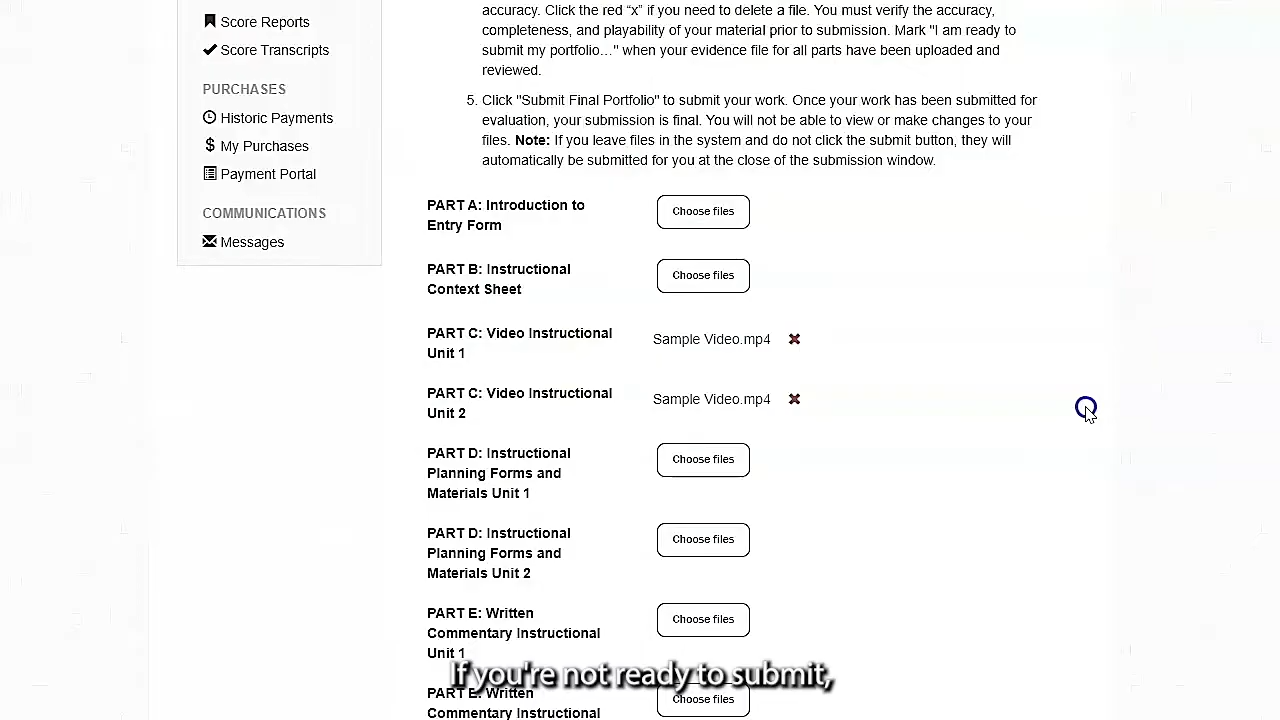 Score Reports
Score Transcripts
PURCHASES
Historic Payments
My Purchases
Payment Portal
COMMUNICATIONS
Messages
accuracy. Click the red “x” if you need to delete a file. You must verify the accuracy,
completeness, and playability of your material prior to submission. Mark "I am ready to
submit my portfolio…" when your evidence file for all parts have been uploaded and
reviewed.
5. Click "Submit Final Portfolio" to submit your work. Once your work has been submitted for
evaluation, your submission is final. You will not be able to view or make changes to your
files. Note: If you leave files in the system and do not click the submit button, they will
automatically be submitted for you at the close of the submission window.
PART A: Introduction to
Entry Form
Choose files
PART B: Instructional
Context Sheet
Choose files
PART C: Video Instructional
Unit 1
Sample Video.mp4
PART C: Video Instructional
Unit 2
Sample Video.mp4
PART D: Instructional
Planning Forms and
Materials Unit 1
Choose files
PART D: Instructional
Planning Forms and
Materials Unit 2
Choose files
PART E: Written
Commentary Instructional
Unit 1
Choose files
PART E: Written
Commentary Instructional
Choose files
If you're not ready to submit,